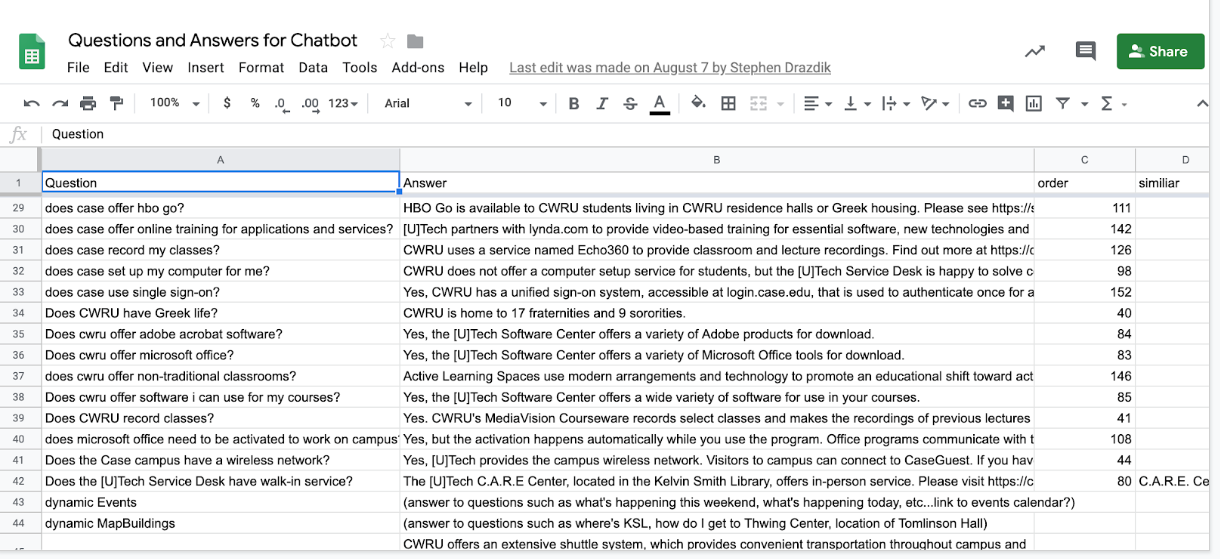 Questions and Answers for Chatbot
File Edit View Insert Format Data Tools Add-ons Help Last edit was made on August 7 by Stephen Drazdik
Share
100% $ % .0 .00 123 Arial 10 B I S A
fx Question
A B C D
1 Question Answer order similiar
29 does case offer hbo go? HBO Go is available to CWRU students living in CWRU residence halls or Greek housing. Please see https://s 111
30 does case offer online training for applications and services? [U]Tech partners with lynda.com to provide video-based training for essential software, new technologies and 142
31 does case record my classes? CWRU uses a service named Echo360 to provide classroom and lecture recordings. Find out more at https://c 126
32 does case set up my computer for me? CWRU does not offer a computer setup service for students, but the [U]Tech Service Desk is happy to solve c 98
33 does case use single sign-on? Yes, CWRU has a unified sign-on system, accessible at login.case.edu, that is used to authenticate once for a 152
34 Does CWRU have Greek life? CWRU is home to 17 fraternities and 9 sororities. 40
35 Does cwru offer adobe acrobat software? Yes, the [U]Tech Software Center offers a variety of Adobe products for download. 84
36 Does cwru offer microsoft office? Yes, the [U]Tech Software Center offers a variety of Microsoft Office tools for download. 83
37 does cwru offer non-traditional classrooms? Active Learning Spaces use modern arrangements and technology to promote an educational shift toward act 146
38 Does cwru offer software i can use for my courses? Yes, the [U]Tech Software Center offers a wide variety of software for use in your courses. 85
39 Does CWRU record classes? Yes. CWRU's MediaVision Courseware records select classes and makes the recordings of previous lectures 41
40 does microsoft office need to be activated to work on campus Yes, but the activation happens automatically while you use the program. Office programs communicate with t 108
41 Does the Case campus have a wireless network? Yes, [U]Tech provides the campus wireless network. Visitors to campus can connect to CaseGuest. If you hav 44
42 Does the [U]Tech Service Desk have walk-in service? The [U]Tech C.A.R.E Center, located in the Kelvin Smith Library, offers in-person service. Please visit https://c 80 C.A.R.E. Ce
43 dynamic Events (answer to questions such as what's happening this weekend, what's happening today, etc...link to events calendar?)
44 dynamic MapBuildings (answer to questions such as where's KSL, how do I get to Thwing Center, location of Tomlinson Hall)
CWRU offers an extensive shuttle system, which provides convenient transportation throughout campus and